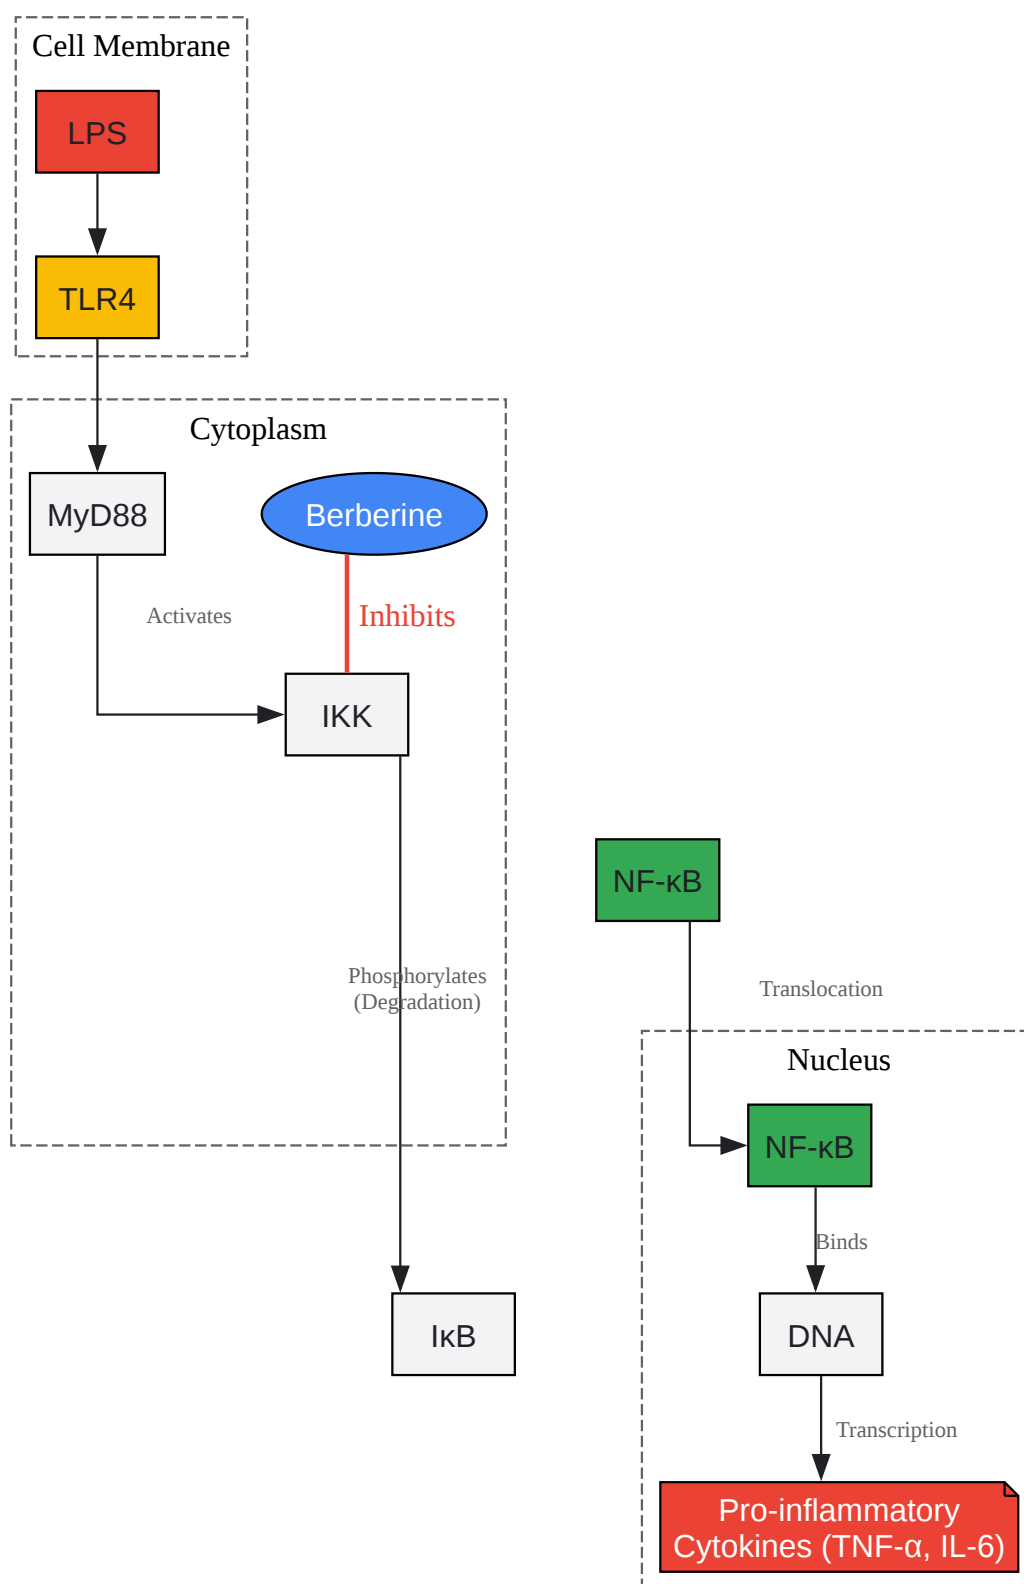 Cell Membrane
LPS
TLR4
Cytoplasm
MyD88
Berberine
Activates
Inhibits
IKK
NF-κB
Phosphorylates
(Degradation)
Translocation
Nucleus
NF-κB
Binds
IκB
DNA
Transcription
Pro-inflammatory
Cytokines (TNF-α, IL-6)